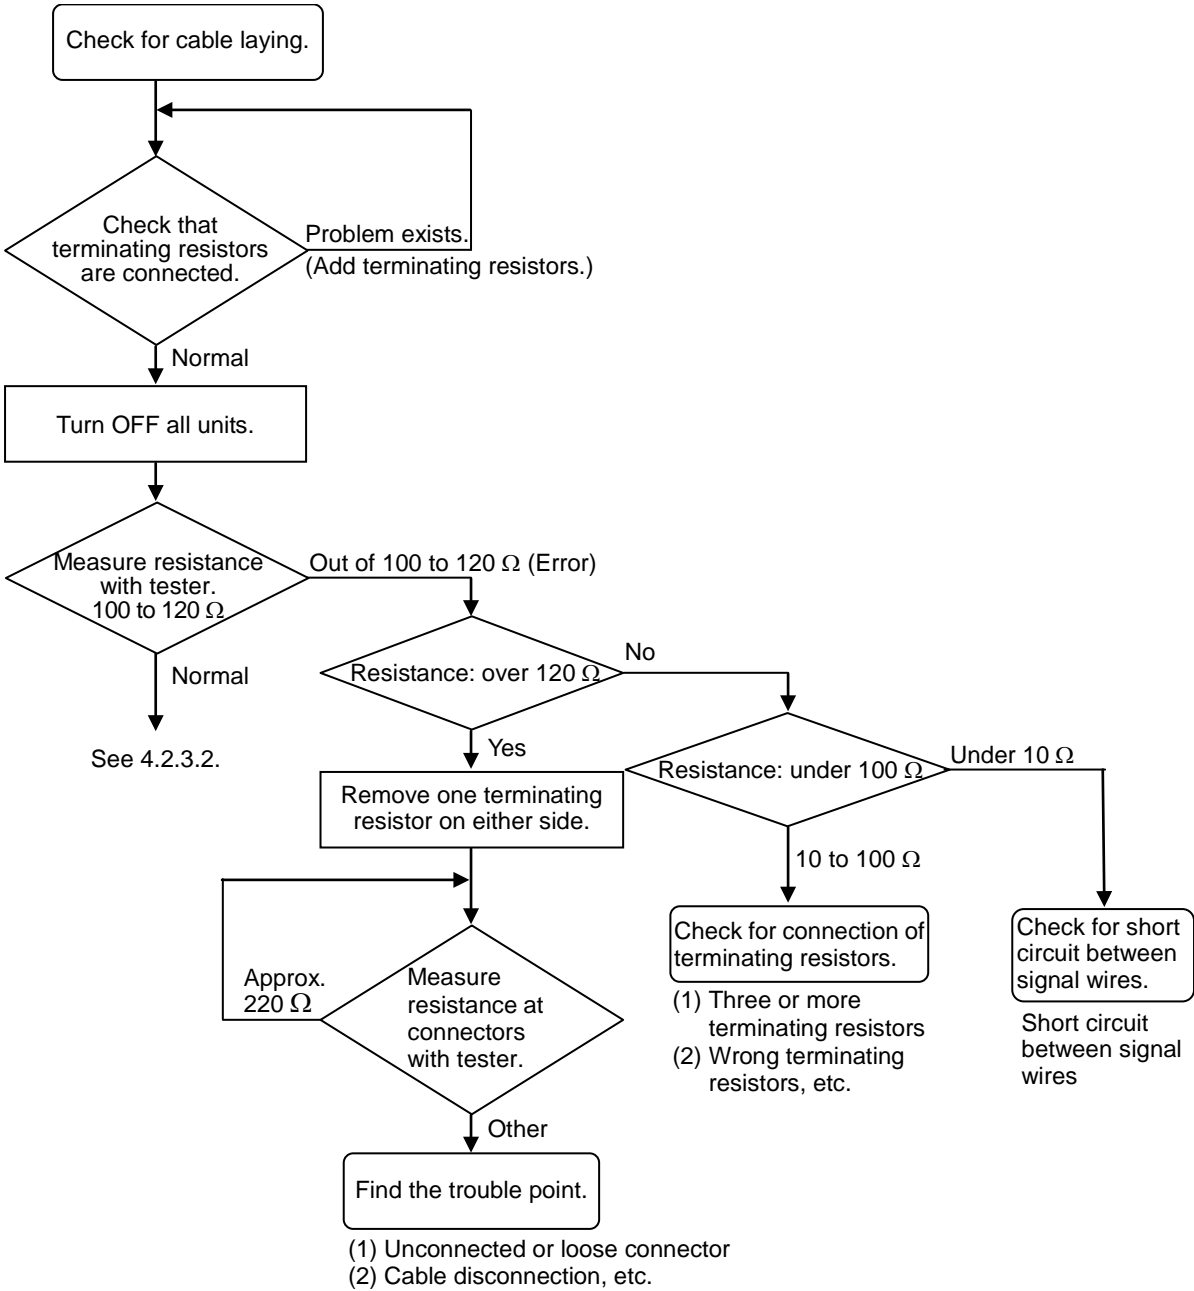 Check for cable laying.
Check that
terminating resistors
are connected.
Problem exists.
(Add terminating resistors.)
Normal
Turn OFF all units.
Measure resistance
with tester.
100 to 120 Ω
Out of 100 to 120 Ω (Error)
Normal
See 4.2.3.2.
Resistance: over 120 Ω
No
Yes
Remove one terminating
resistor on either side.
Resistance: under 100 Ω
Under 10 Ω
10 to 100 Ω
Check for connection of
terminating resistors.
(1) Three or more
terminating resistors
(2) Wrong terminating
resistors, etc.
Check for short
circuit between
signal wires.
Short circuit
between signal
wires
Approx.
220 Ω
Measure
resistance at
connectors
with tester.
Other
Find the trouble point.
(1) Unconnected or loose connector
(2) Cable disconnection, etc.